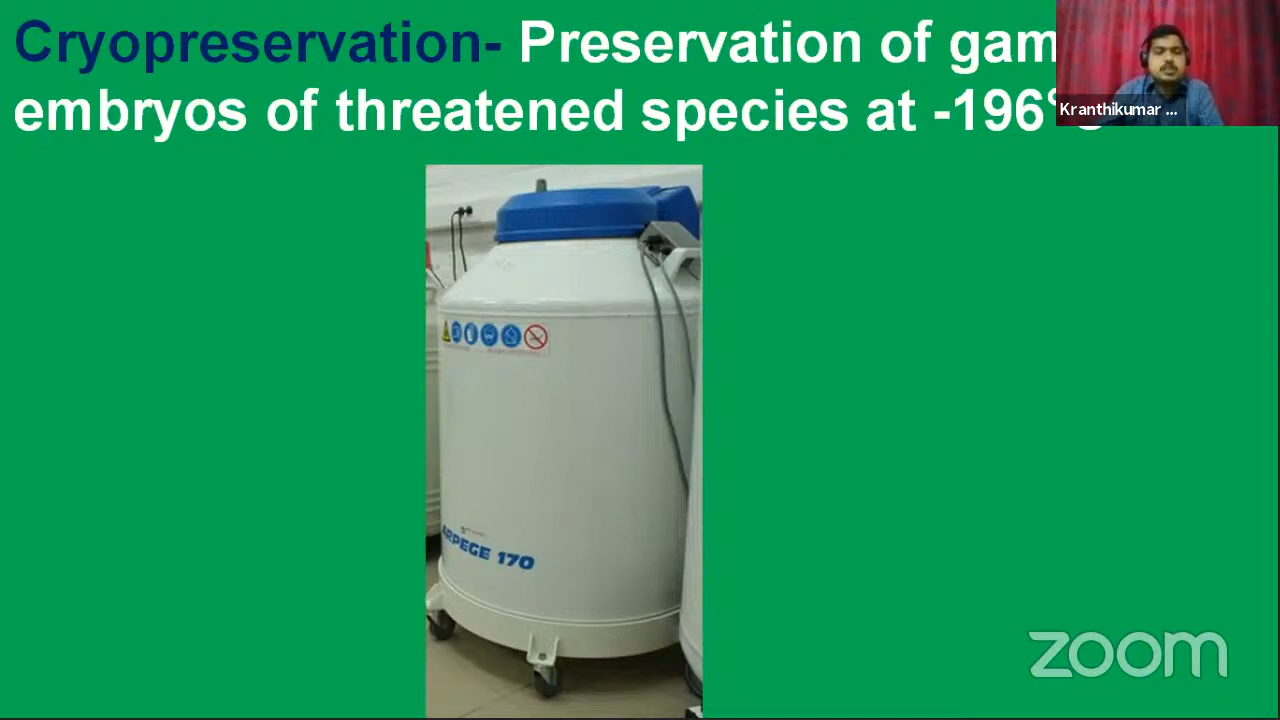 Cryopreservation- Preservation of gam
embryos of threatened species at -196°
Kranthikumar ...
ARPEGE 170
zoom